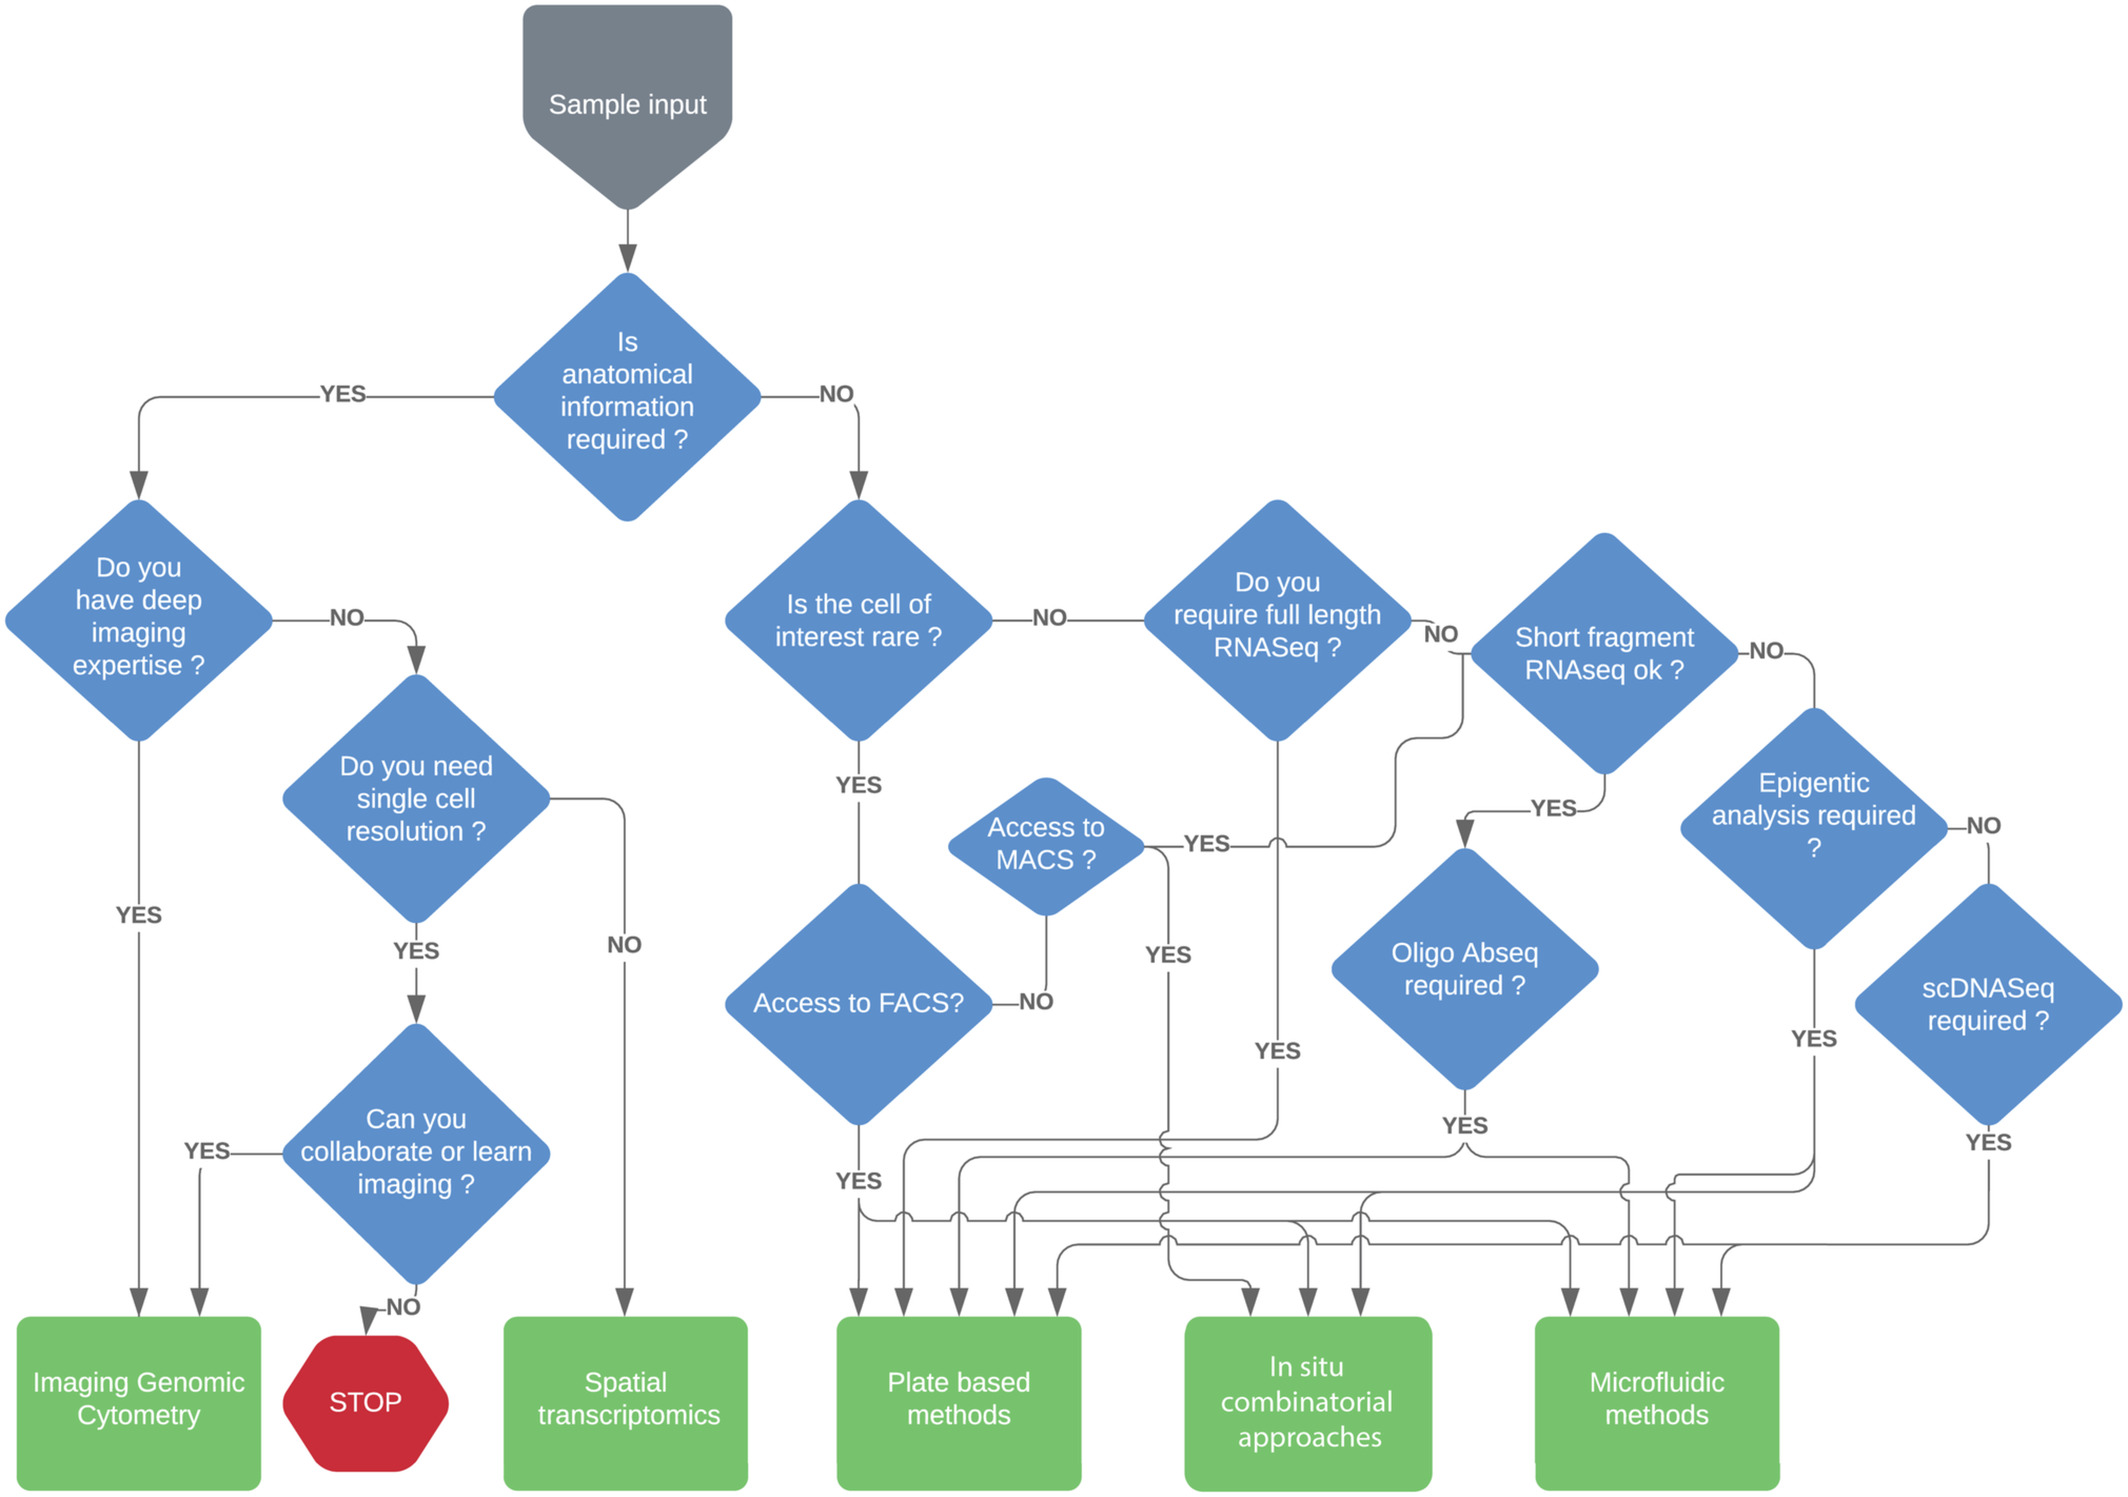 Sample input
Is
anatomical
information
required ?
YES
NO
Do you
have deep
imaging
expertise ?
NO
YES
Do you need
single cell
resolution ?
YES
NO
Can you
collaborate or learn
imaging ?
YES
NO
Is the cell of
interest rare ?
NO
YES
Do you
require full length
RNASeq ?
NO
YES
Short fragment
RNAseq ok ?
NO
YES
Access to
MACS ?
YES
YES
Access to FACS?
NO
YES
Oligo Abseq
required ?
YES
Epigentic
analysis required
?
NO
YES
scDNASeq
required ?
YES
Imaging Genomic
Cytometry
STOP
Spatial
transcriptomics
Plate based
methods
In situ
combinatorial
approaches
Microfluidic
methods